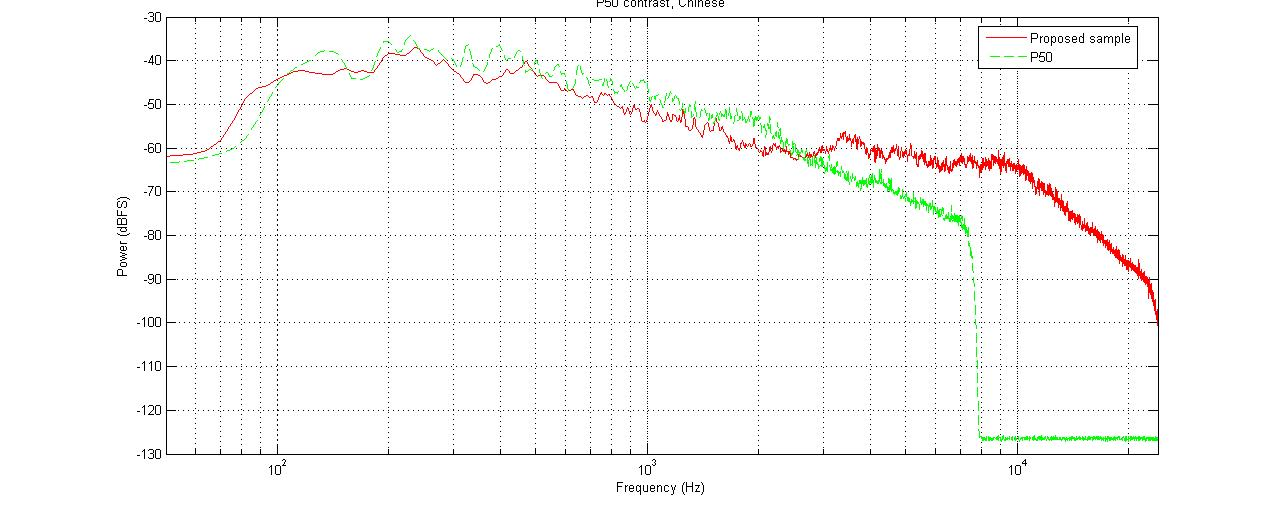 P50 contrast, Chinese
-30
-40
-50
-60
-70
-80
-90
-100
-110
-120
-130
Power (dBFS)
Proposed sample
P50
10^2
10^3
10^4
Frequency (Hz)